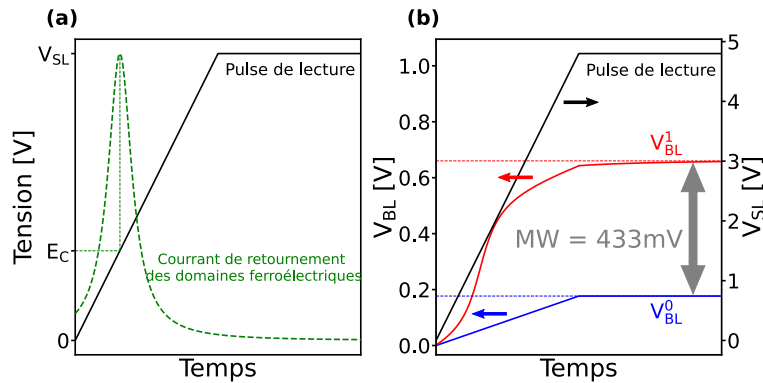 (a)
V_SL
Pulse de lecture
Tension [V]
E_C
Courrant de retournement
des domaines ferroélectriques
0
Temps
(b)
1.0
0.8
0.6
0.4
0.2
0.0
V_BL [V]
Pulse de lecture
V_BL^1
MW = 433mV
V_BL^0
5
4
3
2
1
0
V_SL [V]
Temps